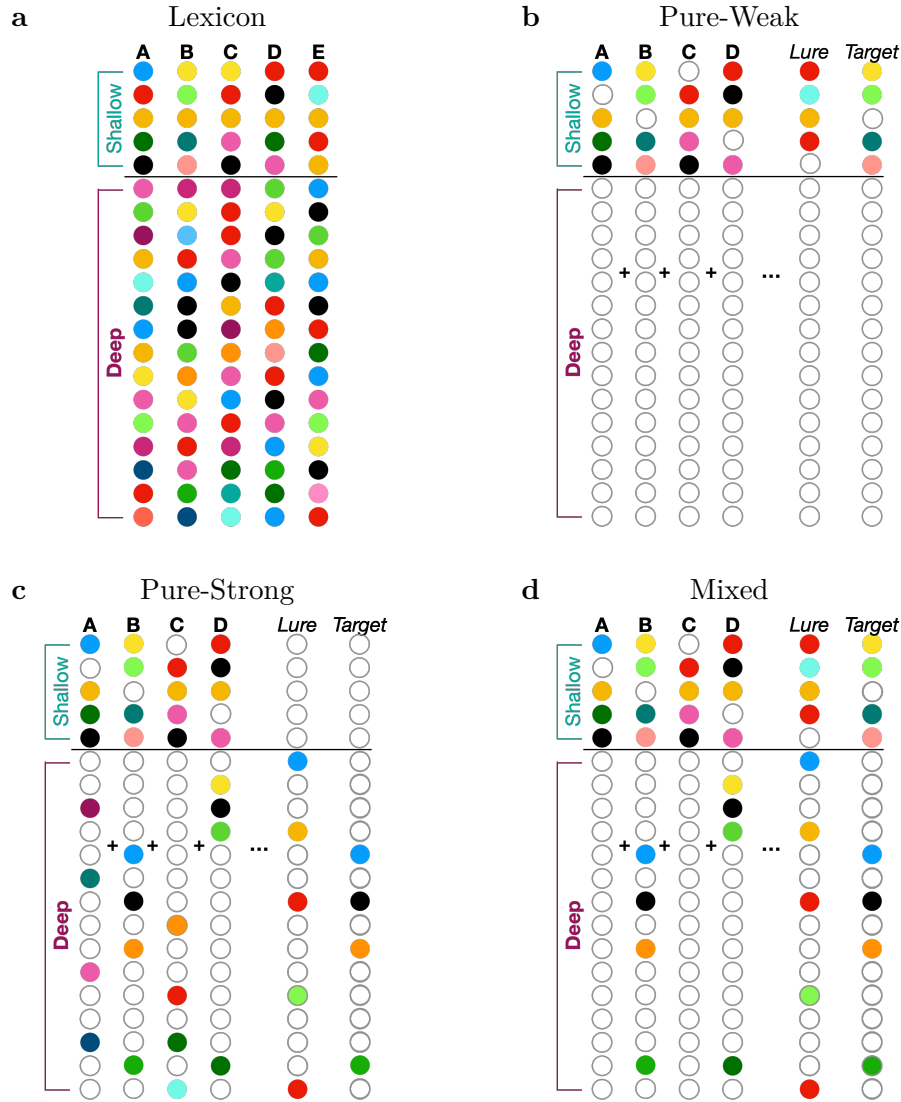 a Lexicon
A B C D E
Shallow
Deep
b Pure-Weak
A B C D Lure Target
Shallow
+ + + ...
Deep
c Pure-Strong
A B C D Lure Target
Shallow
+ + + ...
Deep
d Mixed
A B C D Lure Target
Shallow
+ + + ...
Deep